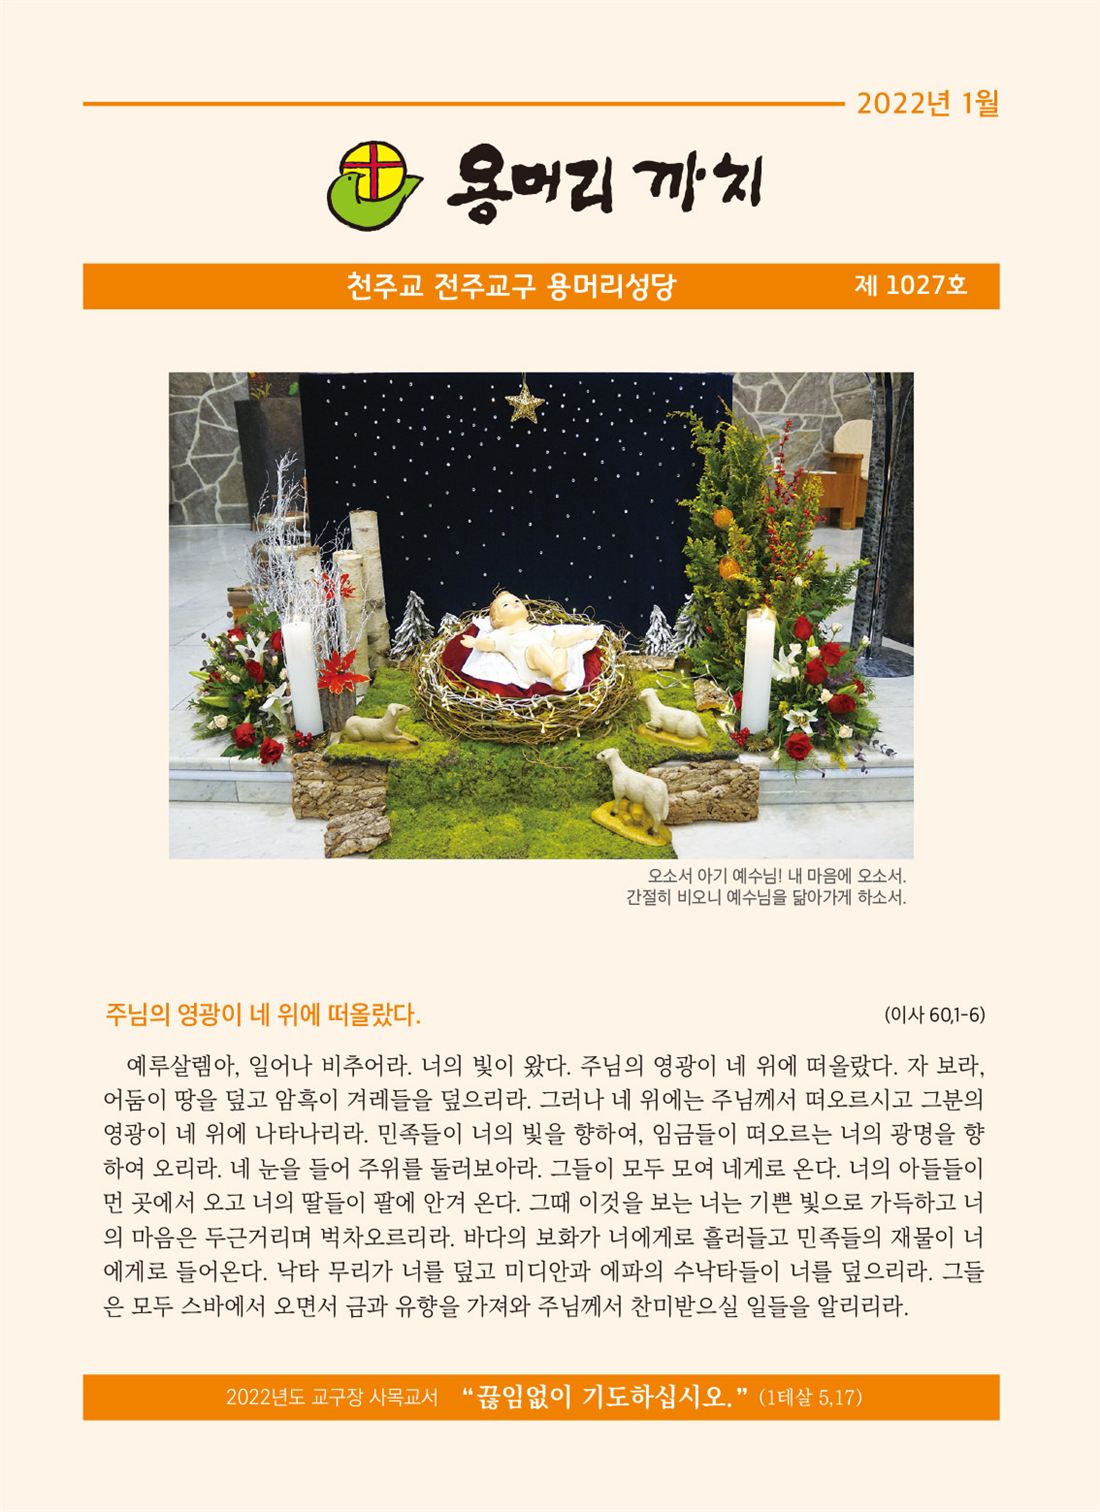 2022년 1월
용머리 까치
천주교 전주교구 용머리성당 제 1027호
오소서 아기 예수님! 내 마음에 오소서.
간절히 비오니 예수님을 닮아가게 하소서.
주님의 영광이 네 위에 떠올랐다. (이사 60,1-6)
예루살렘아, 일어나 비추어라. 너의 빛이 왔다. 주님의 영광이 네 위에 떠올랐다. 자 보라,
어둠이 땅을 덮고 암흑이 겨레들을 덮으리라. 그러나 네 위에는 주님께서 떠오르시고 그분의
영광이 네 위에 나타나리라. 민족들이 너의 빛을 향하여, 임금들이 떠오르는 너의 광명을 향
하여 오리라. 네 눈을 들어 주위를 둘러보아라. 그들이 모두 모여 네게로 온다. 너의 아들들이
먼 곳에서 오고 너의 딸들이 팔에 안겨 온다. 그때 이것을 보는 너는 기쁜 빛으로 가득하고 너
의 마음은 두근거리며 벅차오르리라. 바다의 보화가 너에게로 흘러들고 민족들의 재물이 너
에게로 들어온다. 낙타 무리가 너를 덮고 미디안과 에파의 수낙타들이 너를 덮으리라. 그들
은 모두 스바에서 오면서 금과 유향을 가져와 주님께서 찬미받으실 일들을 알리리라.
2022년도 교구장 사목교서 “끊임없이 기도하십시오.” (1테살 5,17)